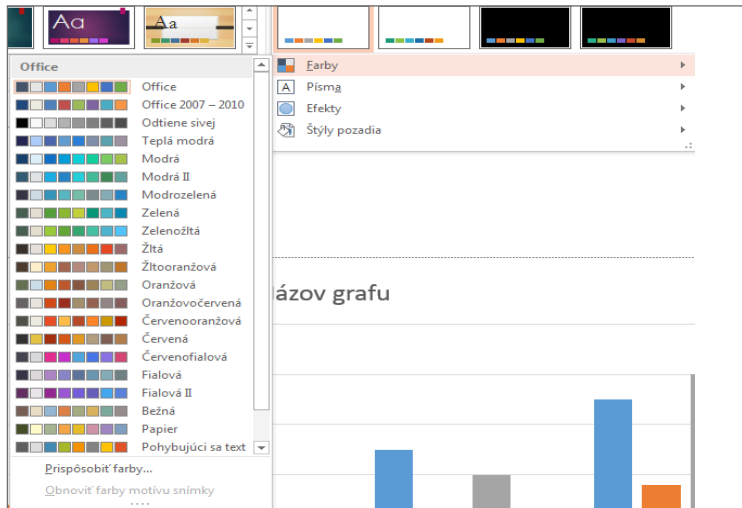 Aa
Aa
Office
Office
Office 2007 – 2010
Odtiene sivej
Teplá modrá
Modrá
Modrá II
Modrozelená
Zelená
Zelenožltá
Žltá
Žltooranžová
Oranžová
Oranžovočervená
Červenooranžová
Červená
Červenofialová
Fialová
Fialová II
Bežná
Papier
Pohybujúci sa text
Prispôsobiť farby...
Obnoviť farby motívu snímky
Farby
A
Písma
Efekty
Štýly pozadia
ázov grafu